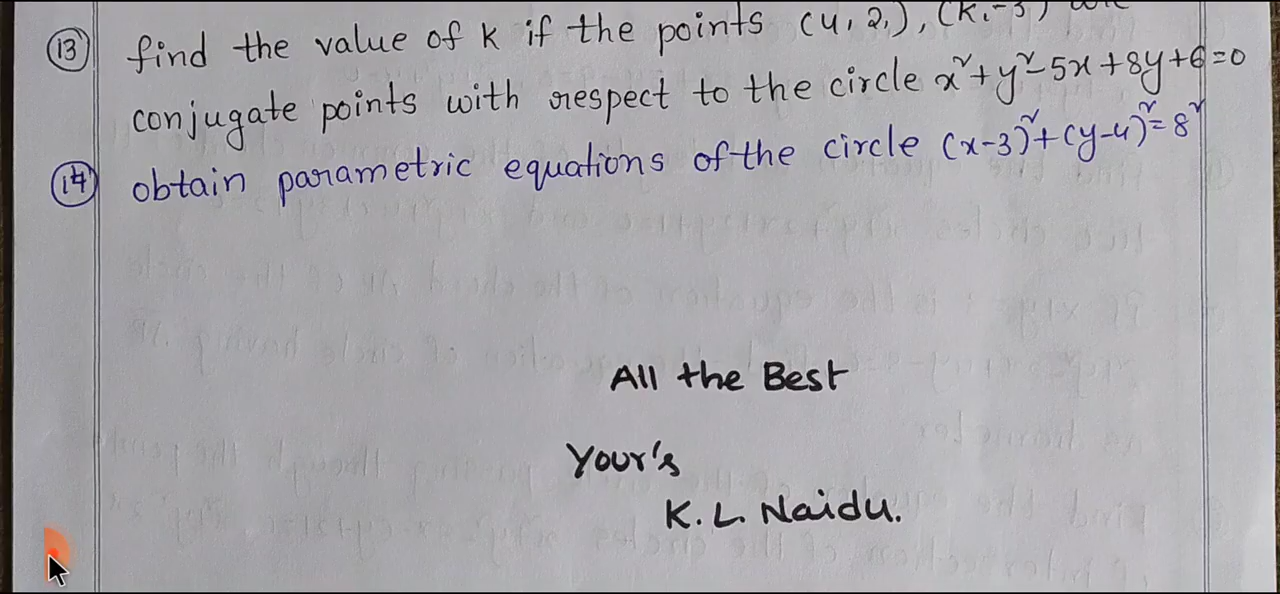 13 find the value of k if the points (4, 2,), (k, -3) are
conjugate points with respect to the circle x²+y²-5x+8y+6=0
14 obtain parametric equations of the circle (x-3)²+(y-4)²=8²
All the Best
Your's
K. L. Naidu.